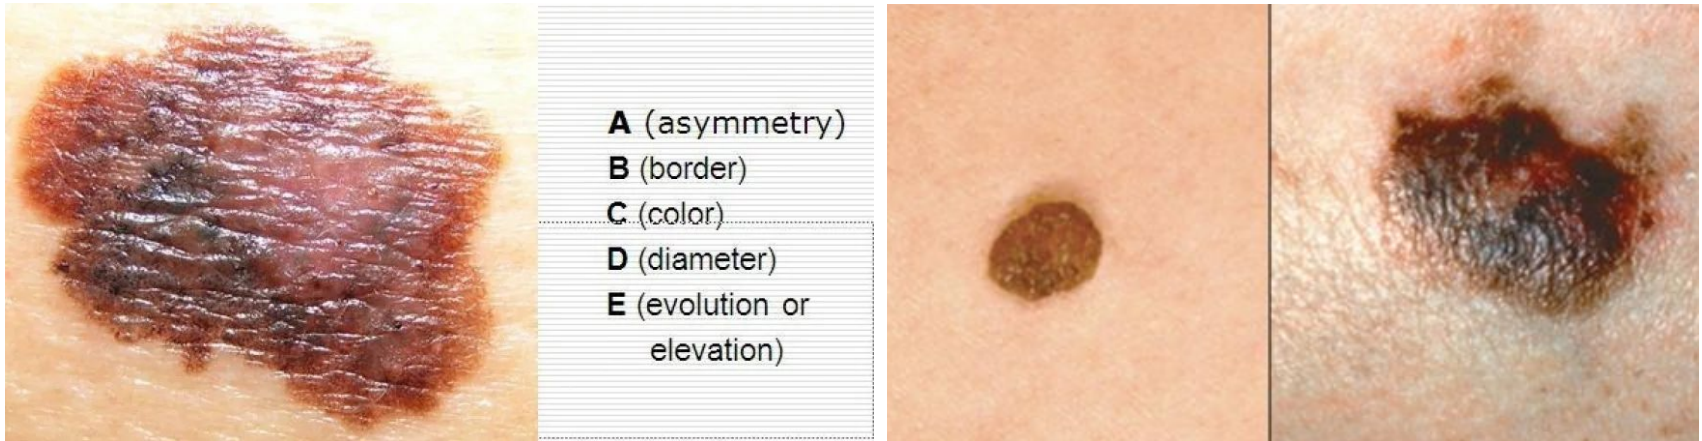 A (asymmetry)
B (border)
C (color)
D (diameter)
E (evolution or
elevation)